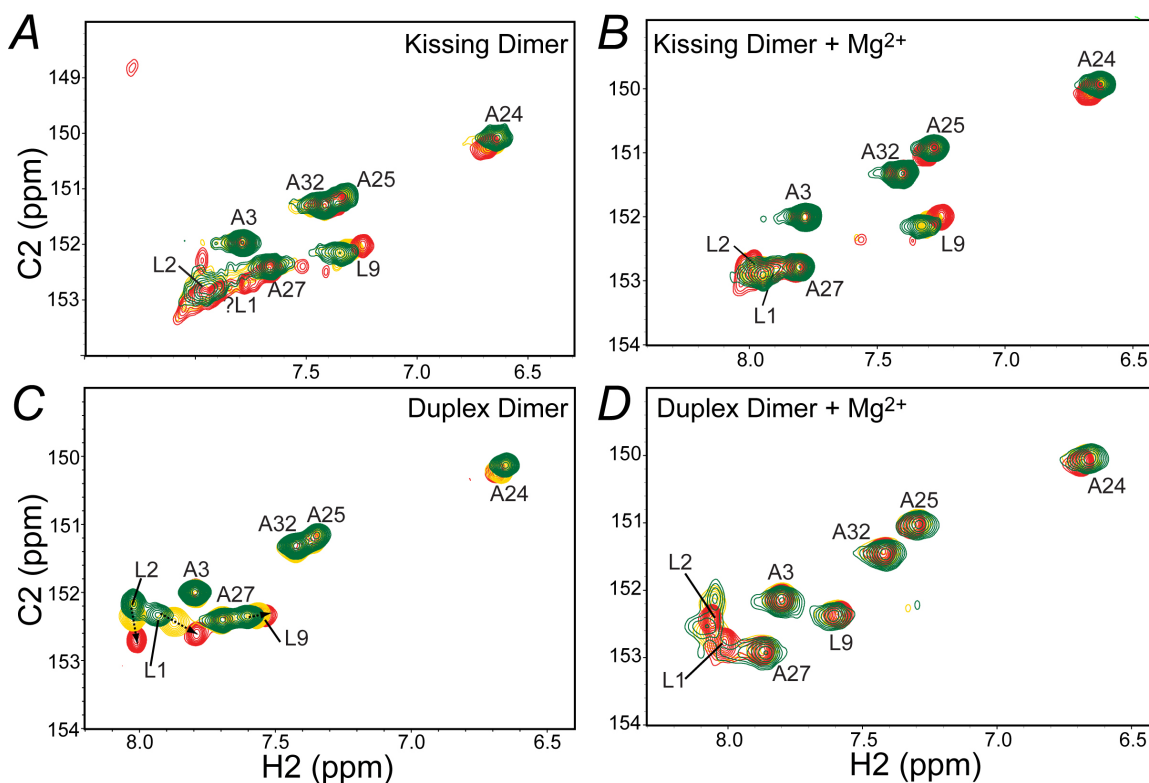 A
Kissing Dimer
149
150
151
152
153
C2 (ppm)
A24
A32 A25
A3
L2
L9
A27
?L1
7.5 7.0 6.5
B
Kissing Dimer + Mg²⁺
150
151
152
153
154
A24
A25
A32
A3
L2
L9
A27
L1
8.0 7.5 7.0 6.5
C
Duplex Dimer
150
151
152
153
154
C2 (ppm)
A24
A32 A25
A3
L2
A27
L9
L1
8.0 7.5 7.0 6.5
H2 (ppm)
D
Duplex Dimer + Mg²⁺
150
151
152
153
154
A24
A25
A32
L2
A3
L9
L1
A27
8.0 7.5 7.0 6.5
H2 (ppm)